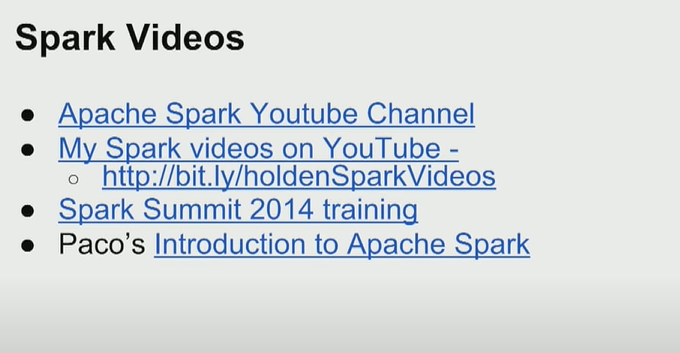 Spark Videos
● Apache Spark Youtube Channel
● My Spark videos on YouTube -
○ http://bit.ly/holdenSparkVideos
● Spark Summit 2014 training
● Paco’s Introduction to Apache Spark